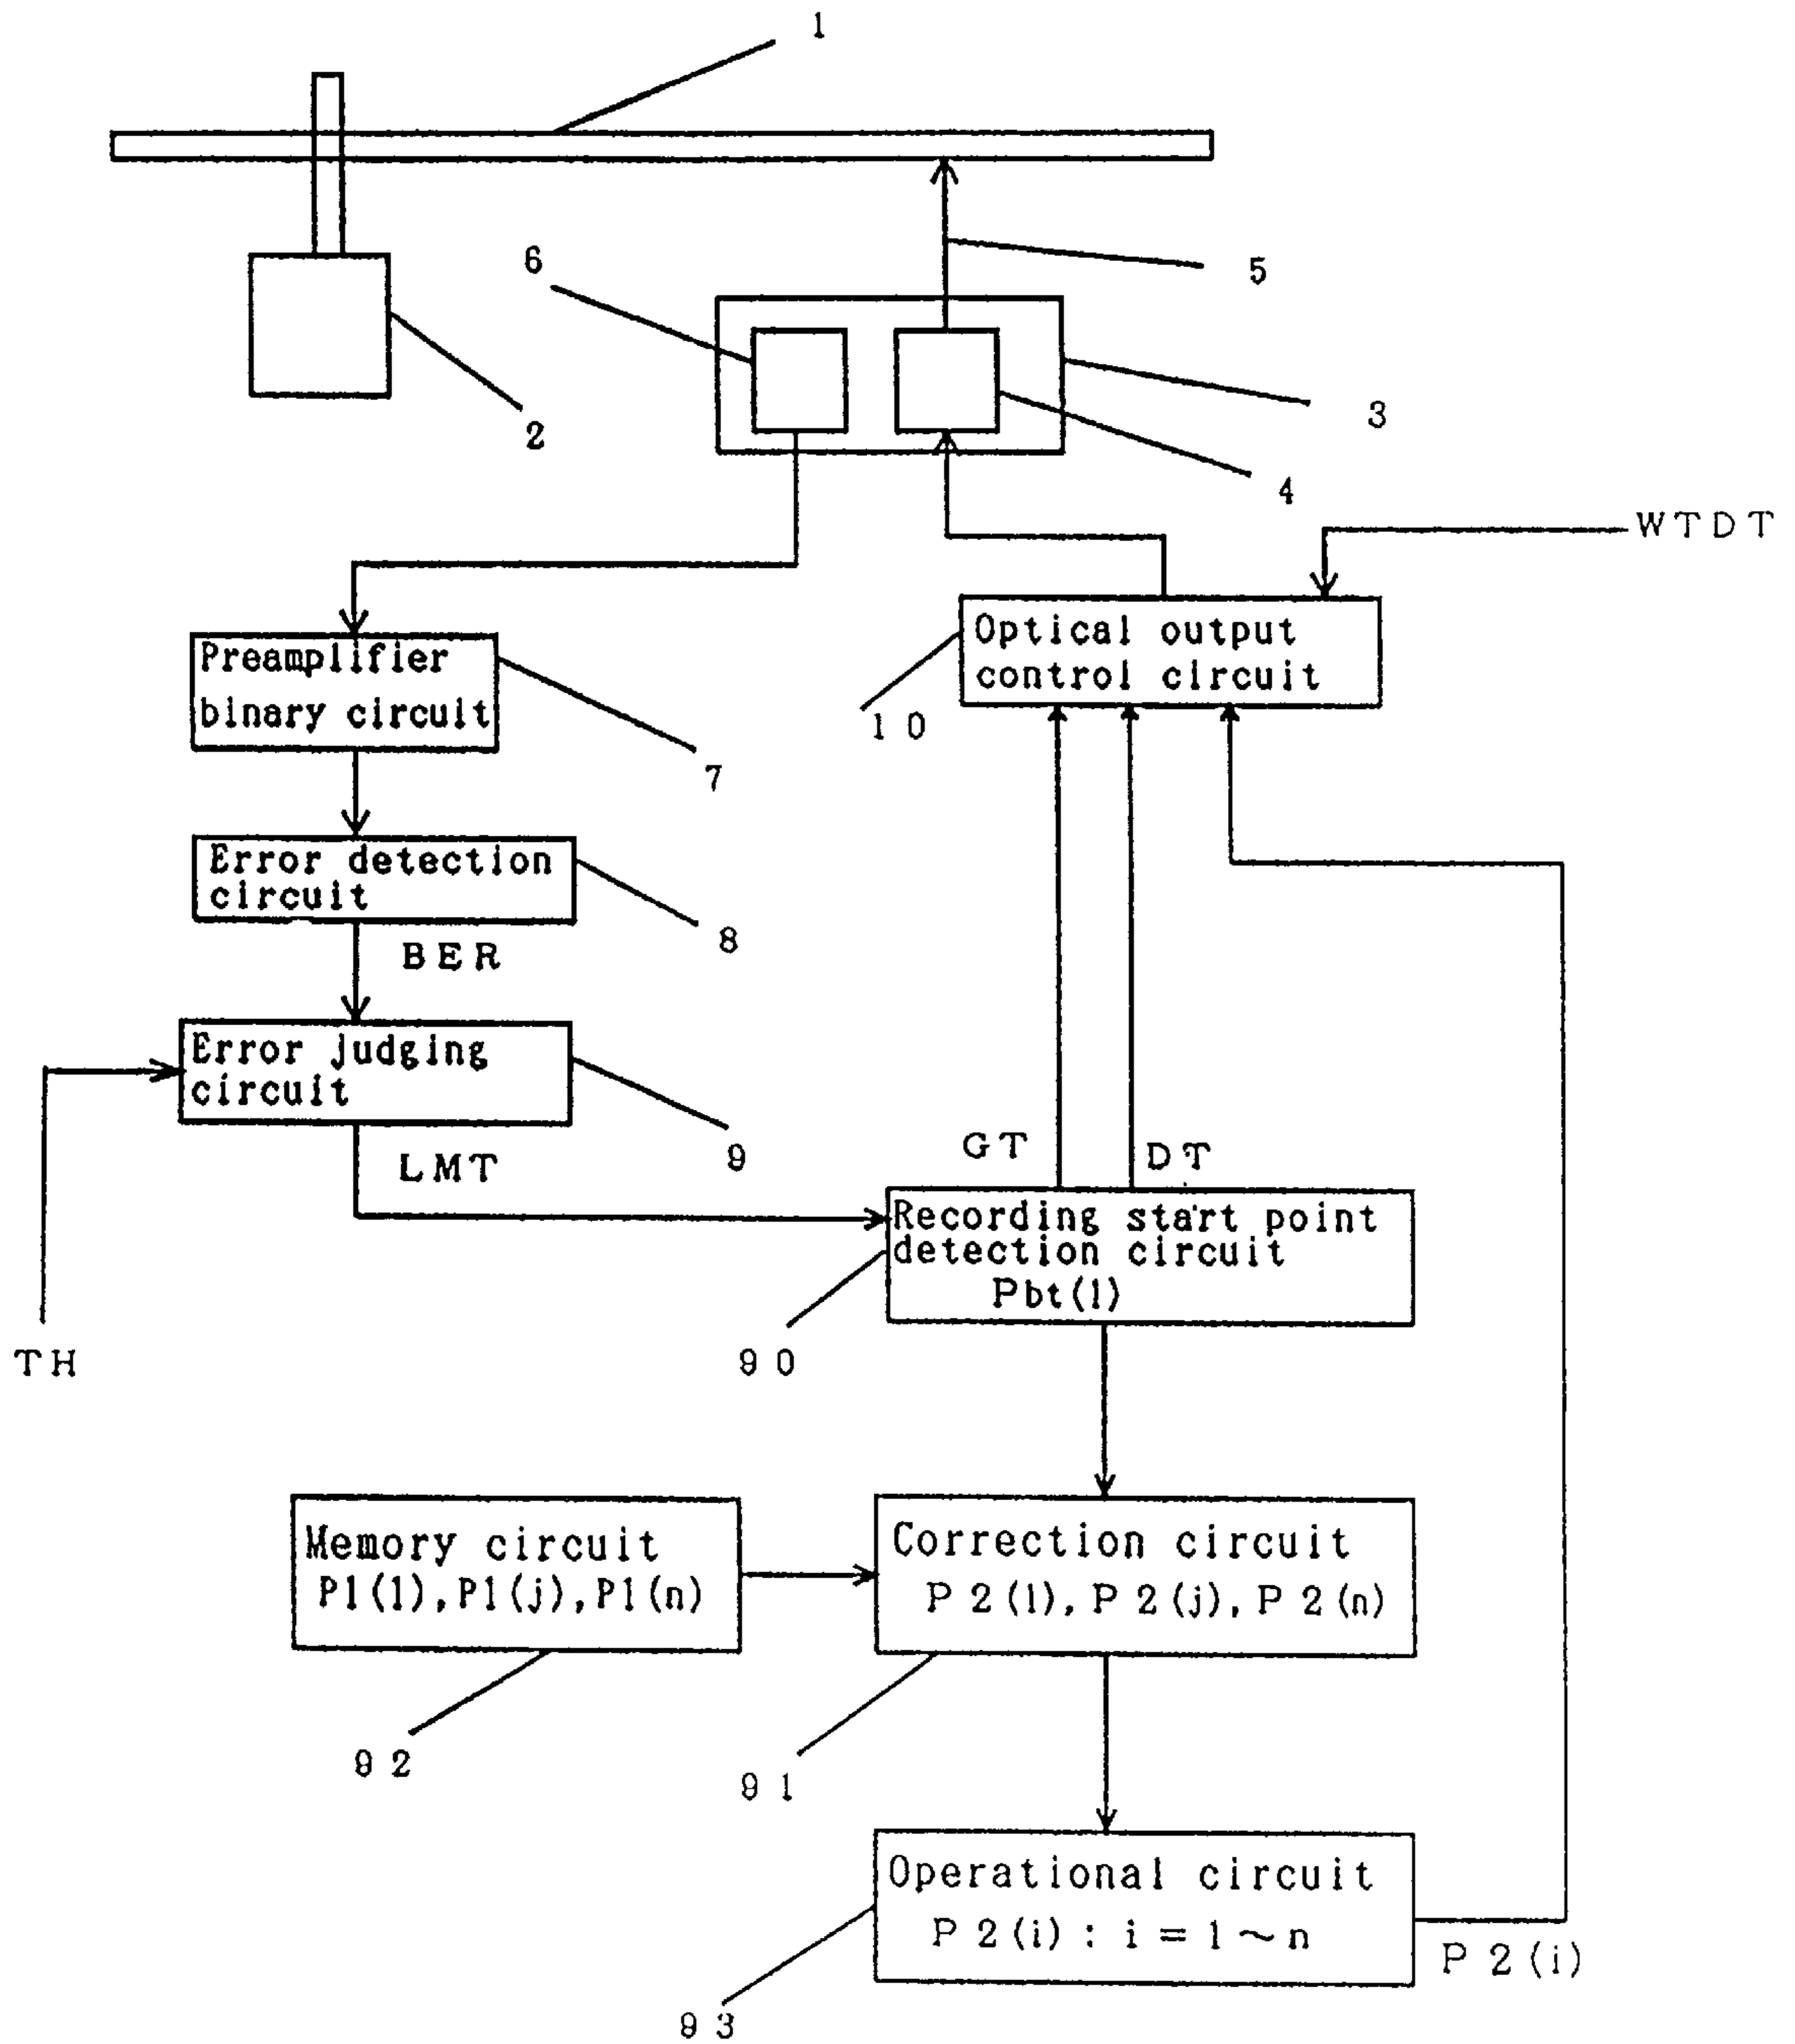 1
6
5
2
3
4
WTDT
Optical output
control circuit
10
Preamplifier
binary circuit
7
Error detection
circuit
8
BER
Error judging
circuit
9
LMT
TH
GT
DT
Recording start point
detection circuit
Pbt(1)
90
Memory circuit
P1(1),P1(j),P1(n)
92
Correction circuit
P2(1),P2(j),P2(n)
91
Operational circuit
P2(i) : i = 1 ~ n
P2(i)
93